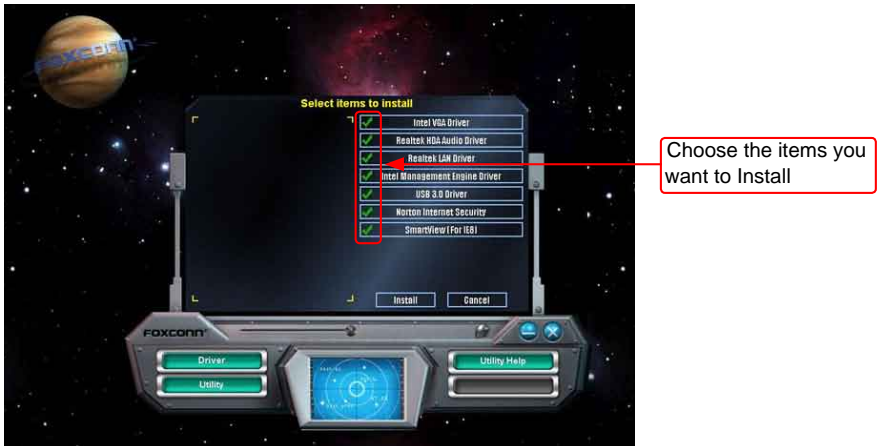 FOXCONN
Select items to install
Intel VGA Driver
Realtek HDA Audio Driver
Realtek LAN Driver
Intel Management Engine Driver
USB 3.0 Driver
Norton Internet Security
SmartView (For IE8)
Install
Cancel
Choose the items you
want to Install
FOXCONN
Driver
Utility
Utility Help